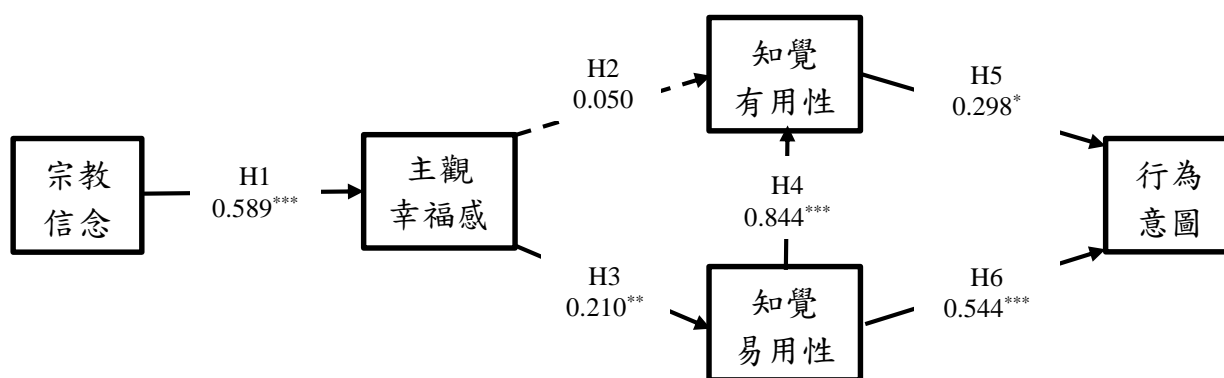 宗教
信念
H1
0.589***
主觀
幸福感
H2
0.050
H3
0.210**
知覺
有用性
H4
0.844***
知覺
易用性
H5
0.298*
H6
0.544***
行為
意圖